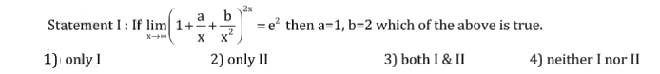 Statement I : If lim x→∞ (1 + a/x + b/x²)^2x = e² then a=1, b=2 which of the above is true.
1) only I 2) only II 3) both I & II 4) neither I nor II